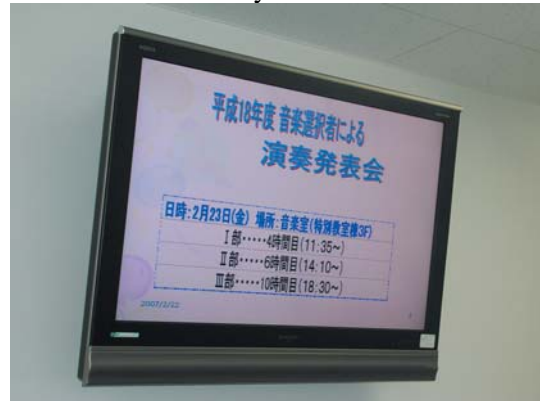 平成18年度 音楽選択者による
演奏発表会
日時:2月23日(金) 場所:音楽室(特別教室棟3F)
Ⅰ部・・・・・4時間目(11:35~)
Ⅱ部・・・・・6時間目(14:10~)
Ⅲ部・・・・・10時間目(18:30~)
2007/2/22